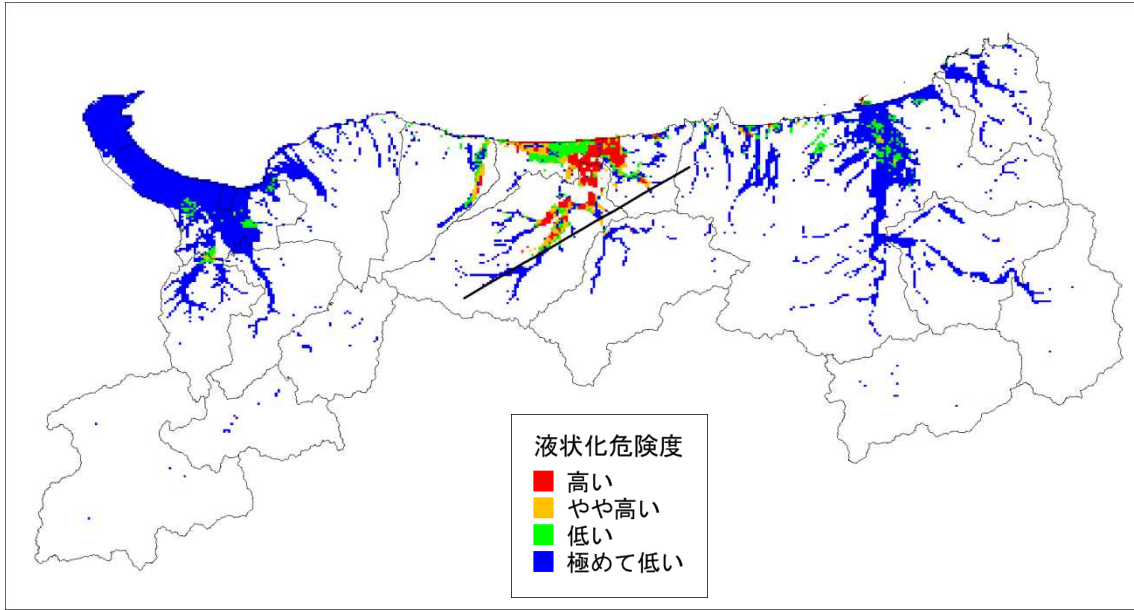 液状化危険度
高い
やや高い
低い
極めて低い